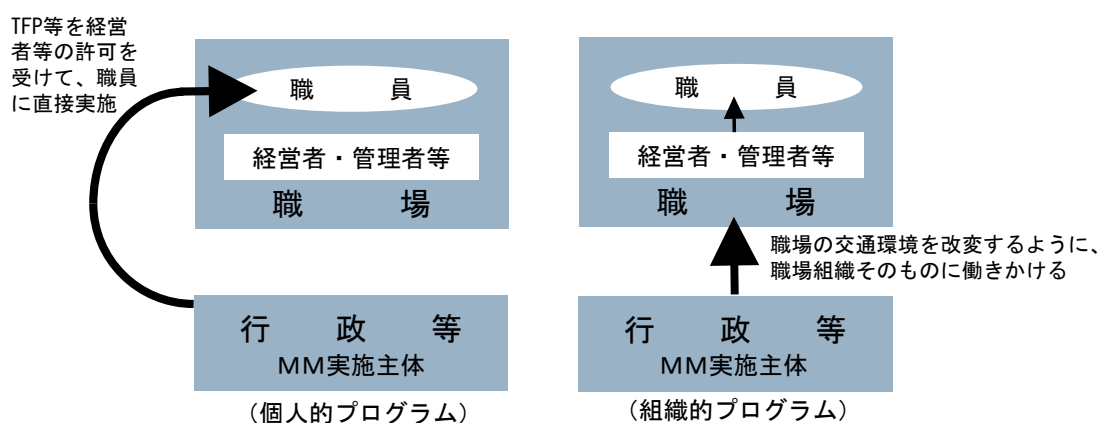 TFP等を経営
者等の許可を
受けて、職員
に直接実施
職　員
経営者・管理者等
職　場
行　政　等
ＭＭ実施主体
（個人的プログラム）
職　員
経営者・管理者等
職　場
職場の交通環境を改変するように、
職場組織そのものに働きかける
行　政　等
ＭＭ実施主体
（組織的プログラム）